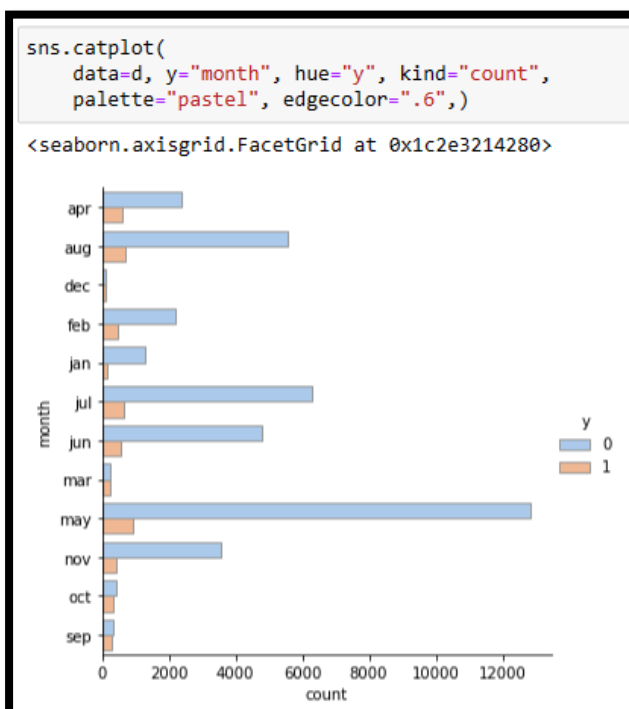 sns.catplot(
    data=d, y="month", hue="y", kind="count",
    palette="pastel", edgecolor=".6",)
<seaborn.axisgrid.FacetGrid at 0x1c2e3214280>
apr
aug
dec
feb
jan
jul
jun
mar
may
nov
oct
sep
month
y
0
1
0 2000 4000 6000 8000 10000 12000
count